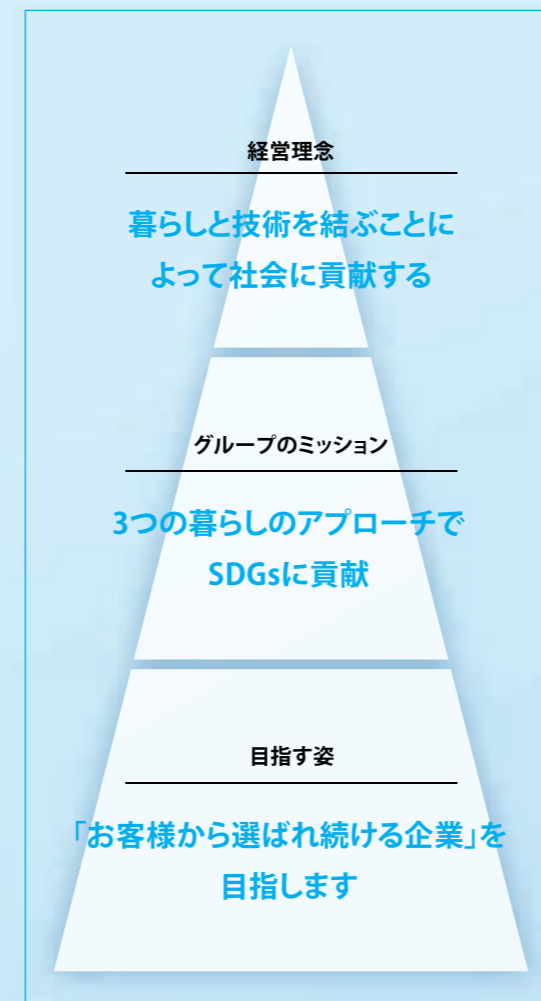 経営理念
暮らしと技術を結ぶことに
よって社会に貢献する
グループのミッション
3つの暮らしのアプローチで
SDGsに貢献
目指す姿
「お客様から選ばれ続ける企業」を
目指します